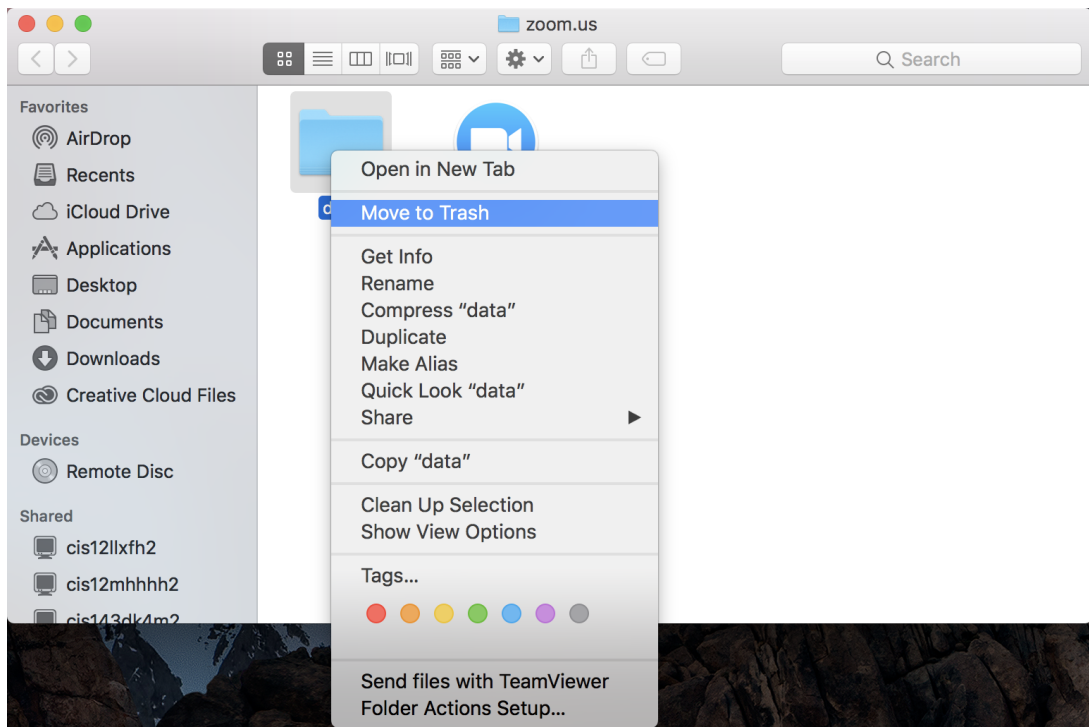 zoom.us
Search
Favorites
AirDrop
Recents
iCloud Drive
Applications
Desktop
Documents
Downloads
Creative Cloud Files
Devices
Remote Disc
Shared
cis12llxfh2
cis12mhhhh2
cis143dk4m2
Open in New Tab
Move to Trash
Get Info
Rename
Compress “data”
Duplicate
Make Alias
Quick Look “data”
Share
Copy “data”
Clean Up Selection
Show View Options
Tags...
Send files with TeamViewer
Folder Actions Setup...